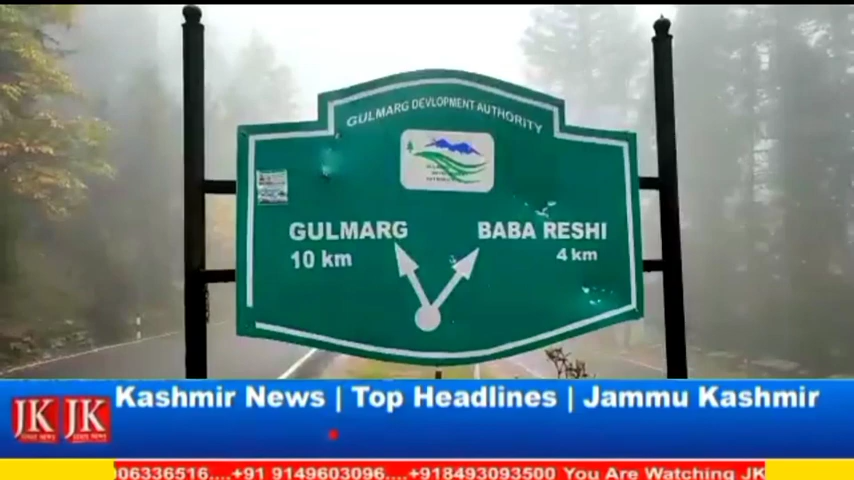 GULMARG DEVLOPMENT AUTHORITY
GULMARG
10 km
BABA RESHI
4 km
JK JK
Kashmir News | Top Headlines | Jammu Kashmir
06336516....+91 9149603096....+918493093500 You Are Watching JK